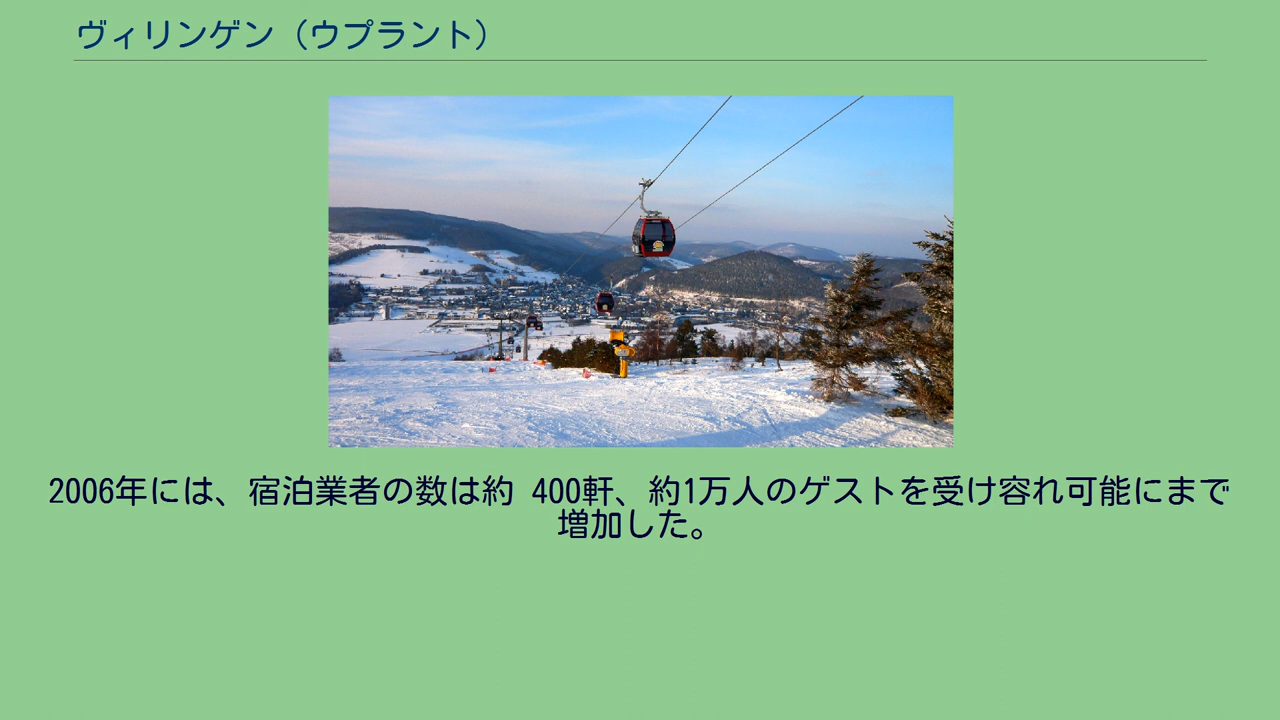 ヴィリンゲン（ウプラント）
2006年には、宿泊業者の数は約 400軒、約1万人のゲストを受け容れ可能にまで
増加した。